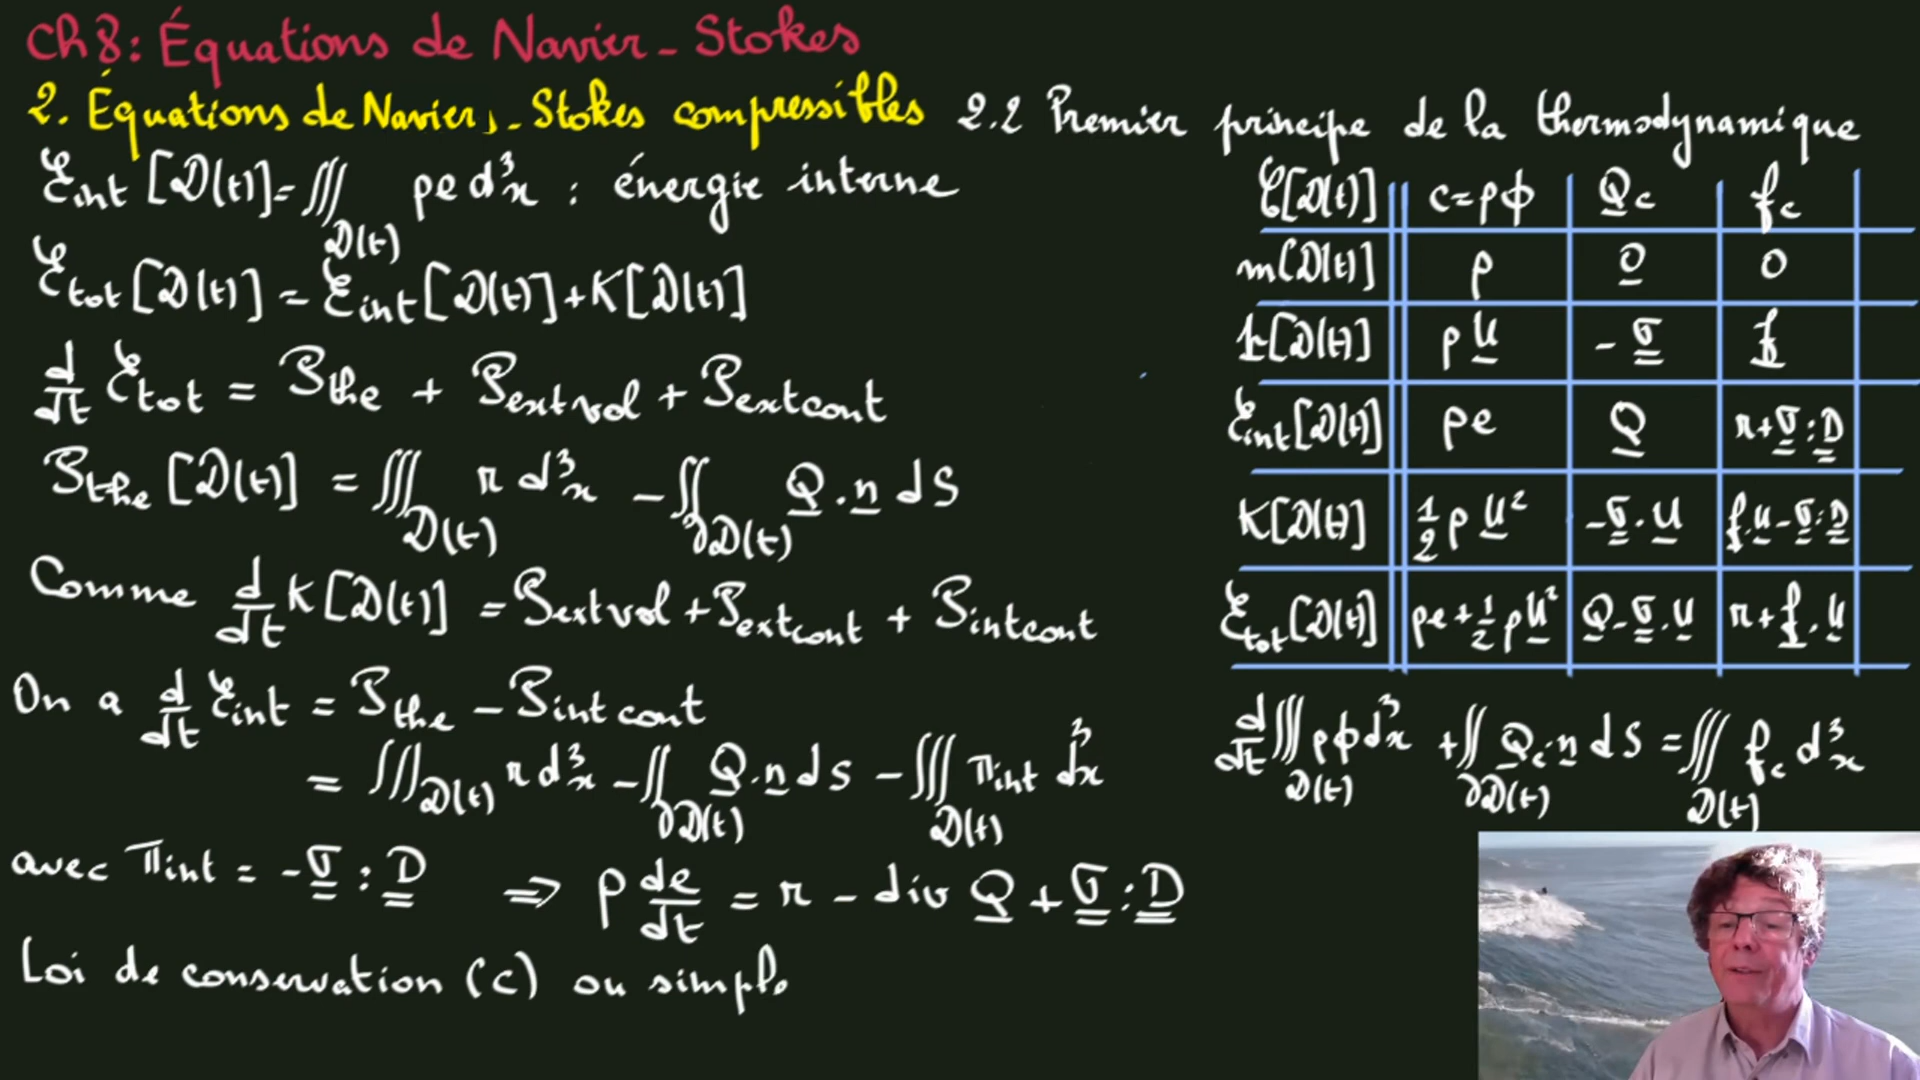 Ch 8: Équations de Navier-Stokes
2. Équations de Navier-Stokes compressibles 2.2 Premier principe de la thermodynamique
ℰint [𝒟(t)] = ∭𝒟(t) ρe d³x : énergie interne
ℰtot [𝒟(t)] = ℰint [𝒟(t)] + K[𝒟(t)]
d/dt ℰtot = 𝒫the + 𝒫extvol + 𝒫extcont
𝒫the [𝒟(t)] = ∭𝒟(t) r d³x - ∬∂𝒟(t) Q.n dS
Comme d/dt K[𝒟(t)] = 𝒫extvol + 𝒫extcont + 𝒫intcont
On a d/dt ℰint = 𝒫the - 𝒫intcont
= ∭𝒟(t) r d³x - ∬∂𝒟(t) Q.n ds - ∭𝒟(t) πint d³x
avec πint = -σ : D ⇒ ρ de/dt = r - div Q + σ : D
Loi de conservation (c) ou simple
𝒞[𝒟(t)] c=ρϕ Qc fc
m[𝒟(t)] ρ 0 0
p[𝒟(t)] ρU -σ f
ℰint[𝒟(t)] ρe Q r+σ:D
K[𝒟(t)] ½ρU² -σ.U f.U-σ:D
ℰtot[𝒟(t)] ρe+½ρU² Q-σ.U r+f.U
d/dt ∭𝒟(t) ρϕ d³x + ∬∂𝒟(t) Qc.n dS = ∭𝒟(t) fc d³x